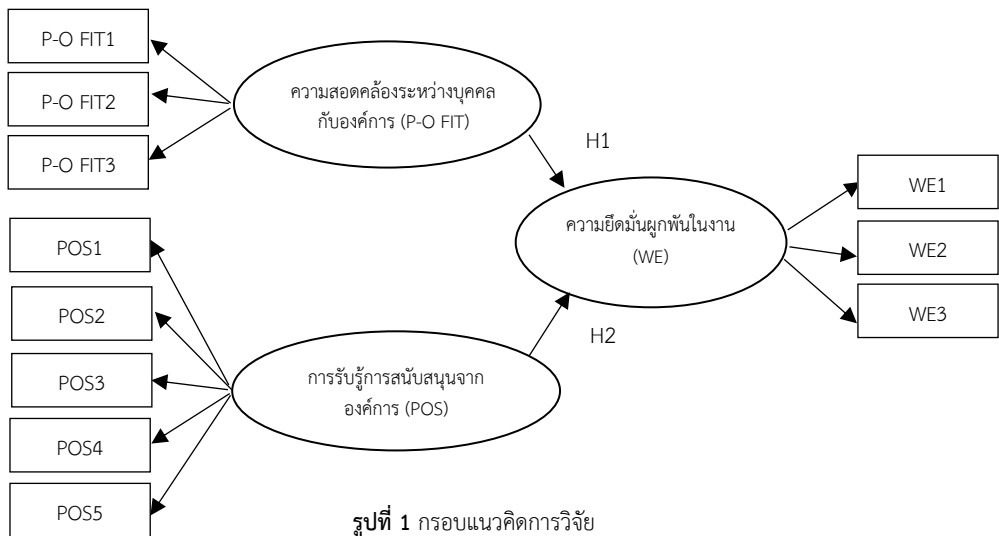 P-O FIT1
P-O FIT2
P-O FIT3
ความสอดคล้องระหว่างบุคคล
กับองค์การ (P-O FIT)
H1
POS1
POS2
POS3
POS4
POS5
การรับรู้การสนับสนุนจาก
องค์การ (POS)
H2
ความยึดมั่นผูกพันในงาน
(WE)
WE1
WE2
WE3
รูปที่ 1 กรอบแนวคิดการวิจัย